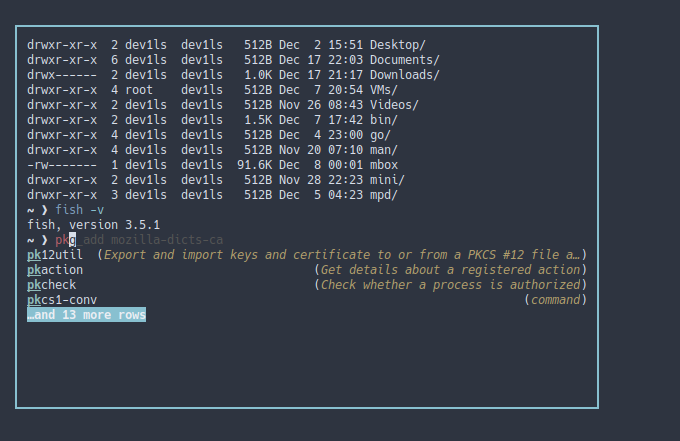 drwxr-xr-x  2 dev1ls  dev1ls   512B Dec  2 15:51 Desktop/
drwxr-xr-x  6 dev1ls  dev1ls   512B Dec 17 22:03 Documents/
drwx------  2 dev1ls  dev1ls   1.0K Dec 17 21:17 Downloads/
drwxr-xr-x  4 root    dev1ls   512B Dec  7 20:54 VMs/
drwxr-xr-x  2 dev1ls  dev1ls   512B Nov 26 08:43 Videos/
drwxr-xr-x  2 dev1ls  dev1ls   1.5K Dec  7 17:42 bin/
drwxr-xr-x  4 dev1ls  dev1ls   512B Dec  4 23:00 go/
drwxr-xr-x  4 dev1ls  dev1ls   512B Nov 20 07:10 man/
-rw-------  1 dev1ls  dev1ls  91.6K Dec  8 00:01 mbox
drwxr-xr-x  2 dev1ls  dev1ls   512B Nov 28 22:23 mini/
drwxr-xr-x  3 dev1ls  dev1ls   512B Dec  5 04:23 mpd/
~ ❯ fish -v
fish, version 3.5.1
~ ❯ pkg add mozilla-dicts-ca
pk12util  (Export and import keys and certificate to or from a PKCS #12 file a…)
pkaction  (Get details about a registered action)
pkcheck  (Check whether a process is authorized)
pkcs1-conv  (command)
…and 13 more rows